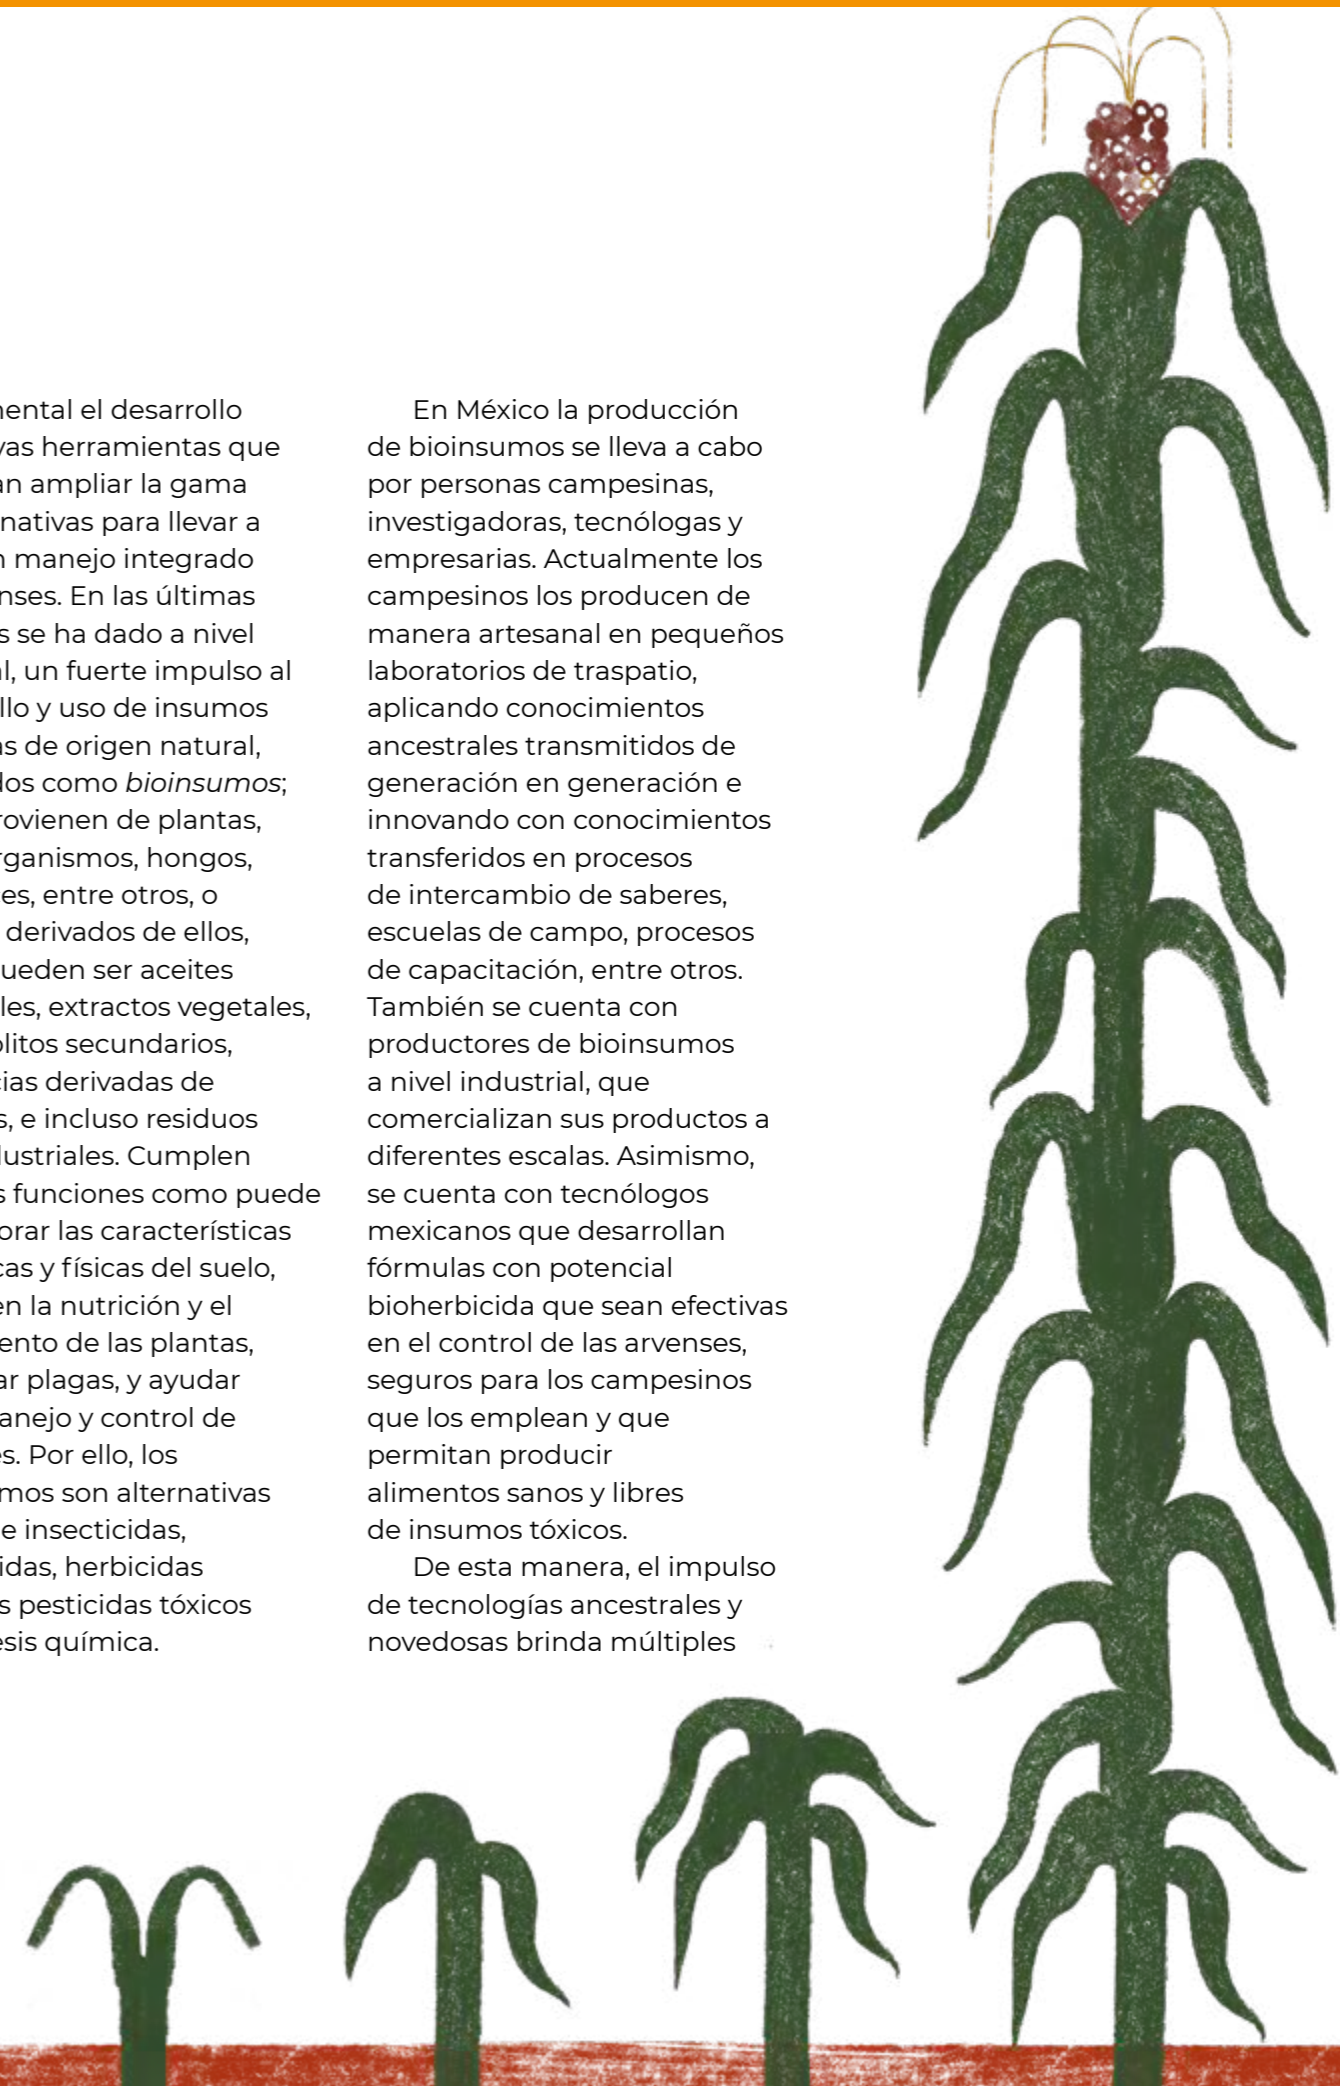 ental el desarrollo
vas herramientas que
an ampliar la gama
nativas para llevar a
n manejo integrado
nses. En las últimas
s se ha dado a nivel
l, un fuerte impulso al
llo y uso de insumos
as de origen natural,
dos como bioinsumos;
rovienen de plantas,
rganismos, hongos,
es, entre otros, o
derivados de ellos,
ueden ser aceites
les, extractos vegetales,
olitos secundarios,
cias derivadas de
s, e incluso residuos
dustriales. Cumplen
s funciones como puede
orar las características
cas y físicas del suelo,
en la nutrición y el
ento de las plantas,
ar plagas, y ayudar
anejo y control de
es. Por ello, los
mos son alternativas
e insecticidas,
idas, herbicidas
s pesticidas tóxicos
esis química.
En México la producción
de bioinsumos se lleva a cabo
por personas campesinas,
investigadoras, tecnólogas y
empresarias. Actualmente los
campesinos los producen de
manera artesanal en pequeños
laboratorios de traspatio,
aplicando conocimientos
ancestrales transmitidos de
generación en generación e
innovando con conocimientos
transferidos en procesos
de intercambio de saberes,
escuelas de campo, procesos
de capacitación, entre otros.
También se cuenta con
productores de bioinsumos
a nivel industrial, que
comercializan sus productos a
diferentes escalas. Asimismo,
se cuenta con tecnólogos
mexicanos que desarrollan
fórmulas con potencial
bioherbicida que sean efectivas
en el control de las arvenses,
seguros para los campesinos
que los emplean y que
permitan producir
alimentos sanos y libres
de insumos tóxicos.
De esta manera, el impulso
de tecnologías ancestrales y
novedosas brinda múltiples